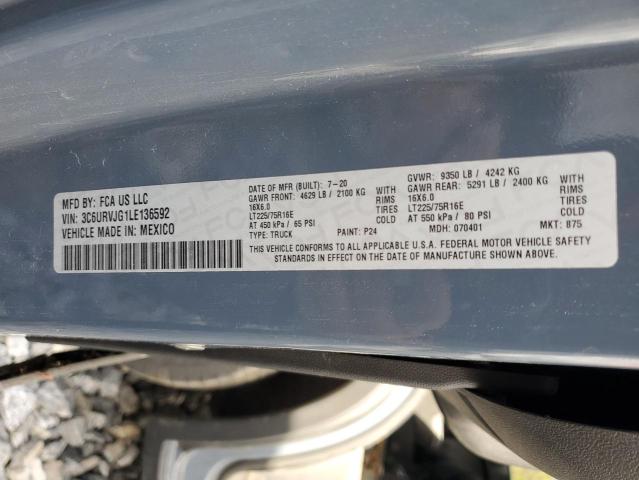 MFD BY: FCA US LLC
VIN: 3C6URVJG1LE136592
VEHICLE MADE IN: MEXICO
DATE OF MFR (BUILT): 7-20
GAWR FRONT: 4629 LB / 2100 KG
16X6.0 RIMS
LT225/75R16E TIRES
AT 450 kPa / 65 PSI COLD
TYPE: TRUCK PAINT: P24
GVWR: 9350 LB / 4242 KG
GAWR REAR: 5291 LB / 2400 KG
16X6.0 RIMS
LT225/75R16E TIRES
AT 550 kPa / 80 PSI COLD
MDH: 070401 MKT: 875
THIS VEHICLE CONFORMS TO ALL APPLICABLE U.S.A. FEDERAL MOTOR VEHICLE SAFETY
STANDARDS IN EFFECT ON THE DATE OF MANUFACTURE SHOWN ABOVE.